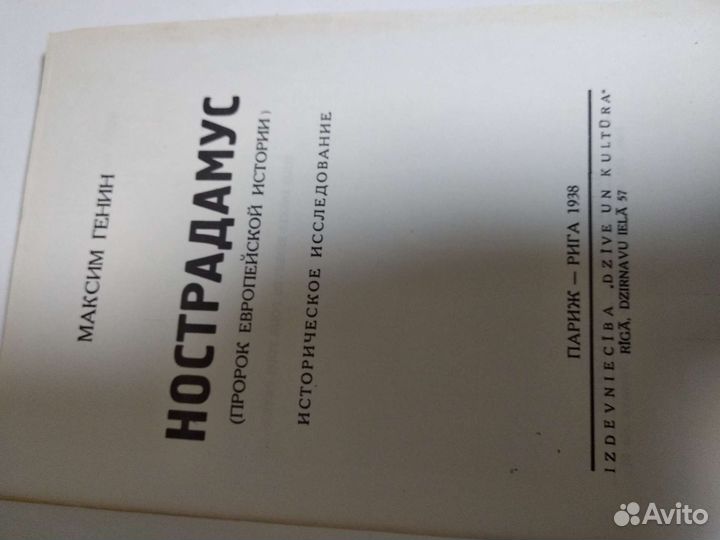 МАКСИМ ГЕНИН
НОСТРАДАМУС
(ПРОРОК ЕВРОПЕЙСКОЙ ИСТОРИИ)
ИСТОРИЧЕСКОЕ ИССЛЕДОВАНИЕ
ПАРИЖ — РИГА 1938
IZDEVNIECĪBA „DZĪVE UN KULTŪRA"
RĪGĀ, DZIRNAVU IELĀ 57
Avito